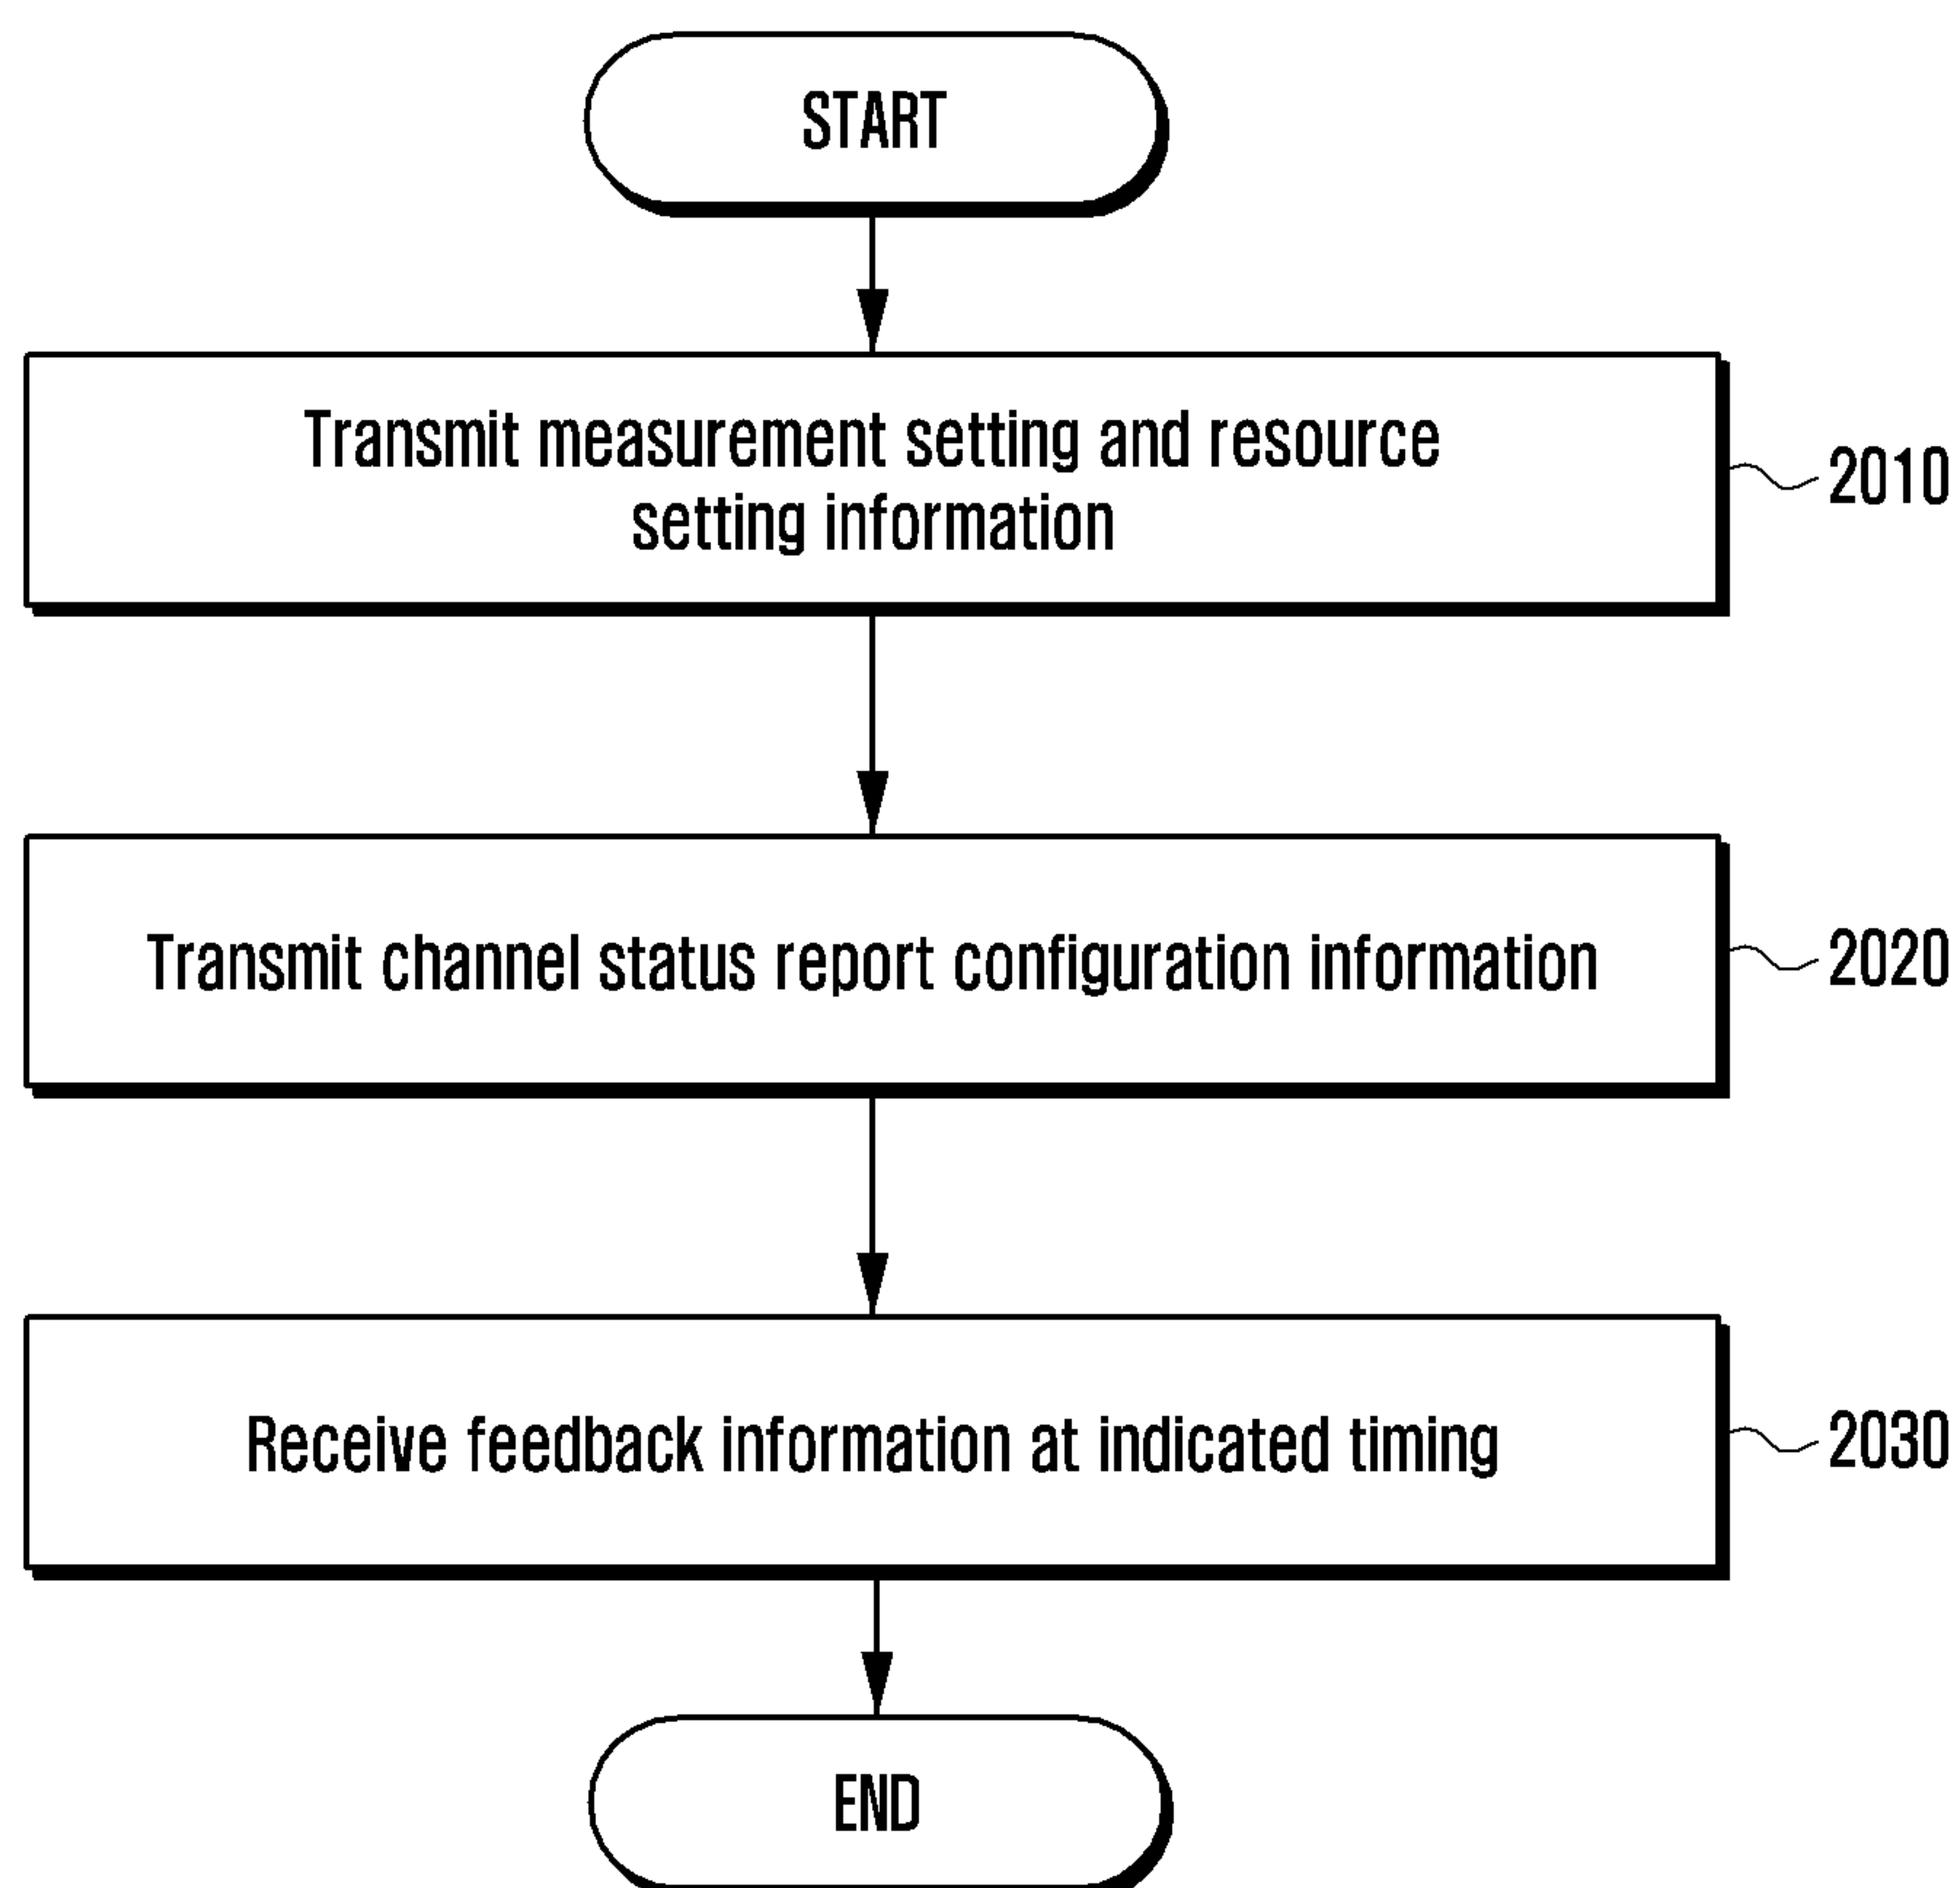 START
Transmit measurement setting and resource
setting information
2010
Transmit channel status report configuration information
2020
Receive feedback information at indicated timing
2030
END